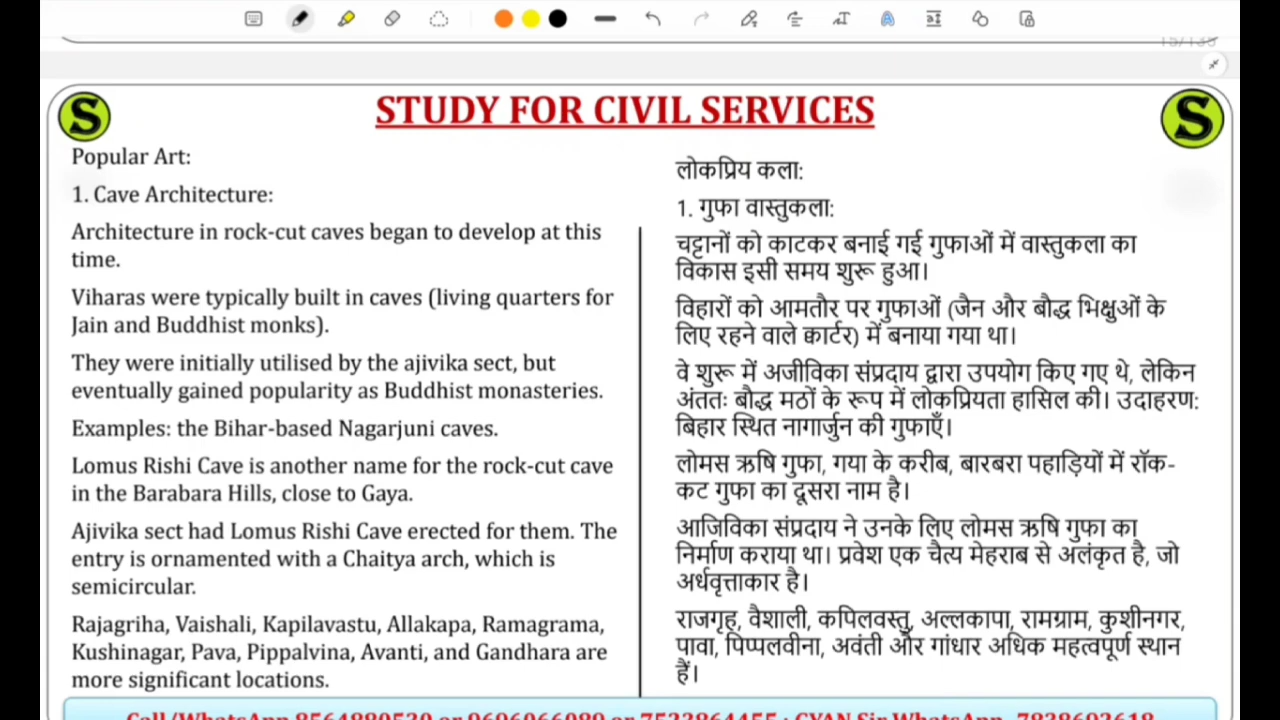 15/135
S
STUDY FOR CIVIL SERVICES
S
Popular Art:
1. Cave Architecture:
Architecture in rock-cut caves began to develop at this
time.
Viharas were typically built in caves (living quarters for
Jain and Buddhist monks).
They were initially utilised by the ajivika sect, but
eventually gained popularity as Buddhist monasteries.
Examples: the Bihar-based Nagarjuni caves.
Lomus Rishi Cave is another name for the rock-cut cave
in the Barabara Hills, close to Gaya.
Ajivika sect had Lomus Rishi Cave erected for them. The
entry is ornamented with a Chaitya arch, which is
semicircular.
Rajagriha, Vaishali, Kapilavastu, Allakapa, Ramagrama,
Kushinagar, Pava, Pippalvina, Avanti, and Gandhara are
more significant locations.
लोकप्रिय कला:
1. गुफा वास्तुकला:
चट्टानों को काटकर बनाई गई गुफाओं में वास्तुकला का
विकास इसी समय शुरू हुआ।
विहारों को आमतौर पर गुफाओं (जैन और बौद्ध भिक्षुओं के
लिए रहने वाले क्वार्टर) में बनाया गया था।
वे शुरू में अजीविका संप्रदाय द्वारा उपयोग किए गए थे, लेकिन
अंततः बौद्ध मठों के रूप में लोकप्रियता हासिल की। उदाहरण:
बिहार स्थित नागार्जुन की गुफाएँ।
लोमस ऋषि गुफा, गया के करीब, बारबरा पहाड़ियों में रॉक-
कट गुफा का दूसरा नाम है।
आजिविका संप्रदाय ने उनके लिए लोमस ऋषि गुफा का
निर्माण कराया था। प्रवेश एक चैत्य मेहराब से अलंकृत है, जो
अर्धवृत्ताकार है।
राजगृह, वैशाली, कपिलवस्तु, अल्लकापा, रामग्राम, कुशीनगर,
पावा, पिप्पलवीना, अवंती और गांधार अधिक महत्वपूर्ण स्थान
हैं।
Call/WhatsApp 8564880530 or